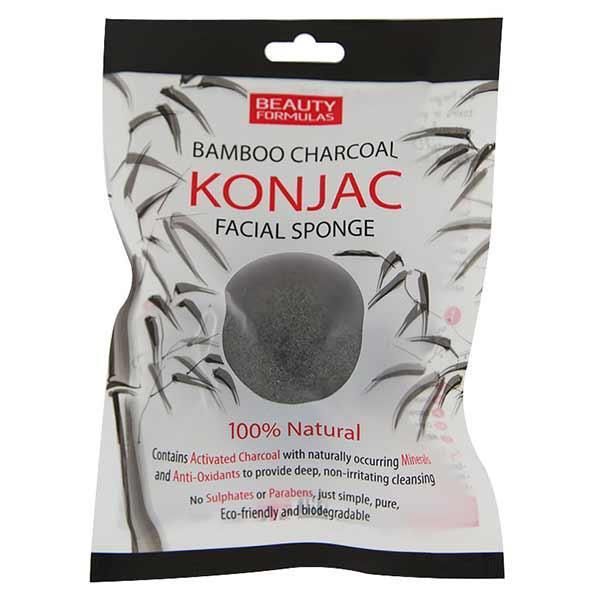 BEAUTY
FORMULAS
BAMBOO CHARCOAL
KONJAC
FACIAL SPONGE
100% Natural
Contains Activated Charcoal with naturally occurring Minerals
and Anti-Oxidants to provide deep, non-irritating cleansing
No Sulphates or Parabens, just simple, pure,
Eco-friendly and biodegradable